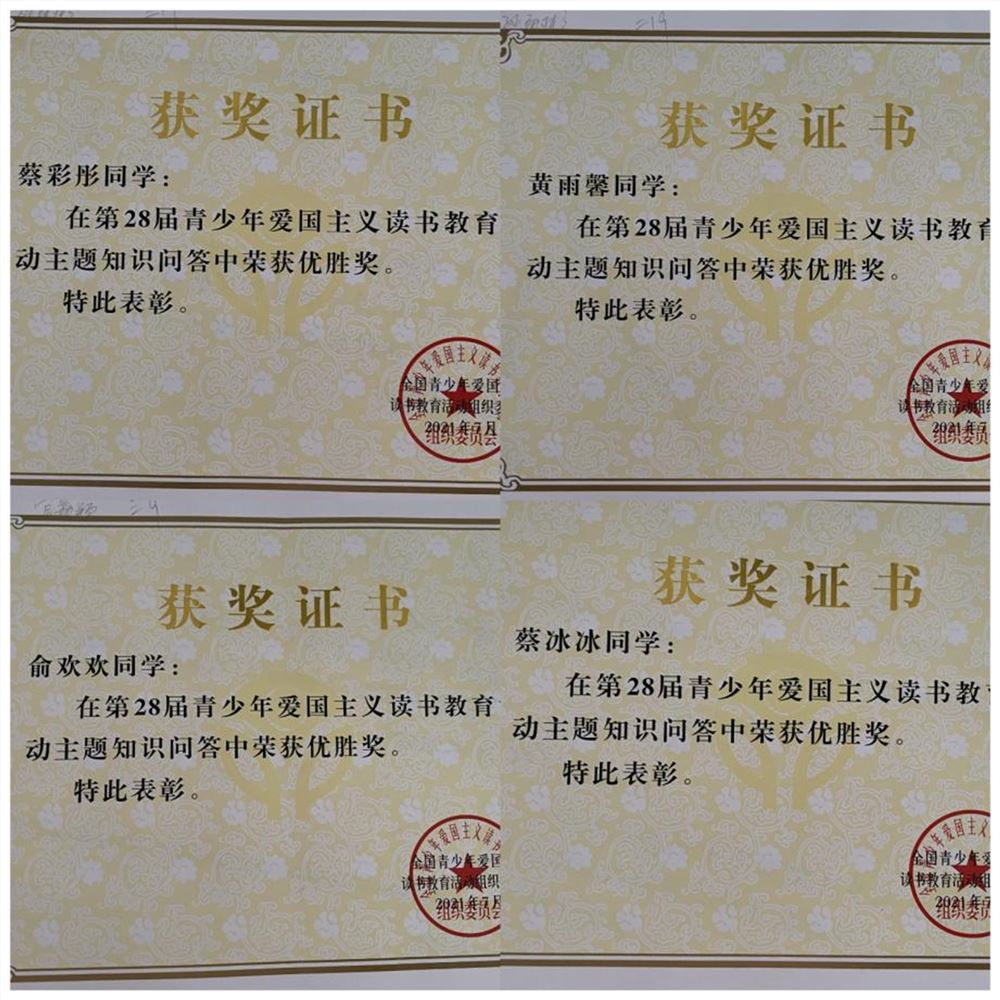 二19
获奖证书
蔡彩彤同学：
在第28届青少年爱国主义读书教育
动主题知识问答中荣获优胜奖。
特此表彰。
全国青少年爱国
读书教育活动组织
2021年7月
组织委员会
二19
获奖证书
黄雨馨同学：
在第28届青少年爱国主义读书教育
动主题知识问答中荣获优胜奖。
特此表彰。
全国青少年爱
读书教育活动组
2021年7
组织委员
获奖证书
俞欢欢同学：
在第28届青少年爱国主义读书教育
动主题知识问答中荣获优胜奖。
特此表彰。
全国青少年爱国
读书教育活动组织
2021年7月
组织委员会
获奖证书
蔡冰冰同学：
在第28届青少年爱国主义读书教育
动主题知识问答中荣获优胜奖。
特此表彰。
全国青少年爱
读书教育活动组
2021年7
组织委员